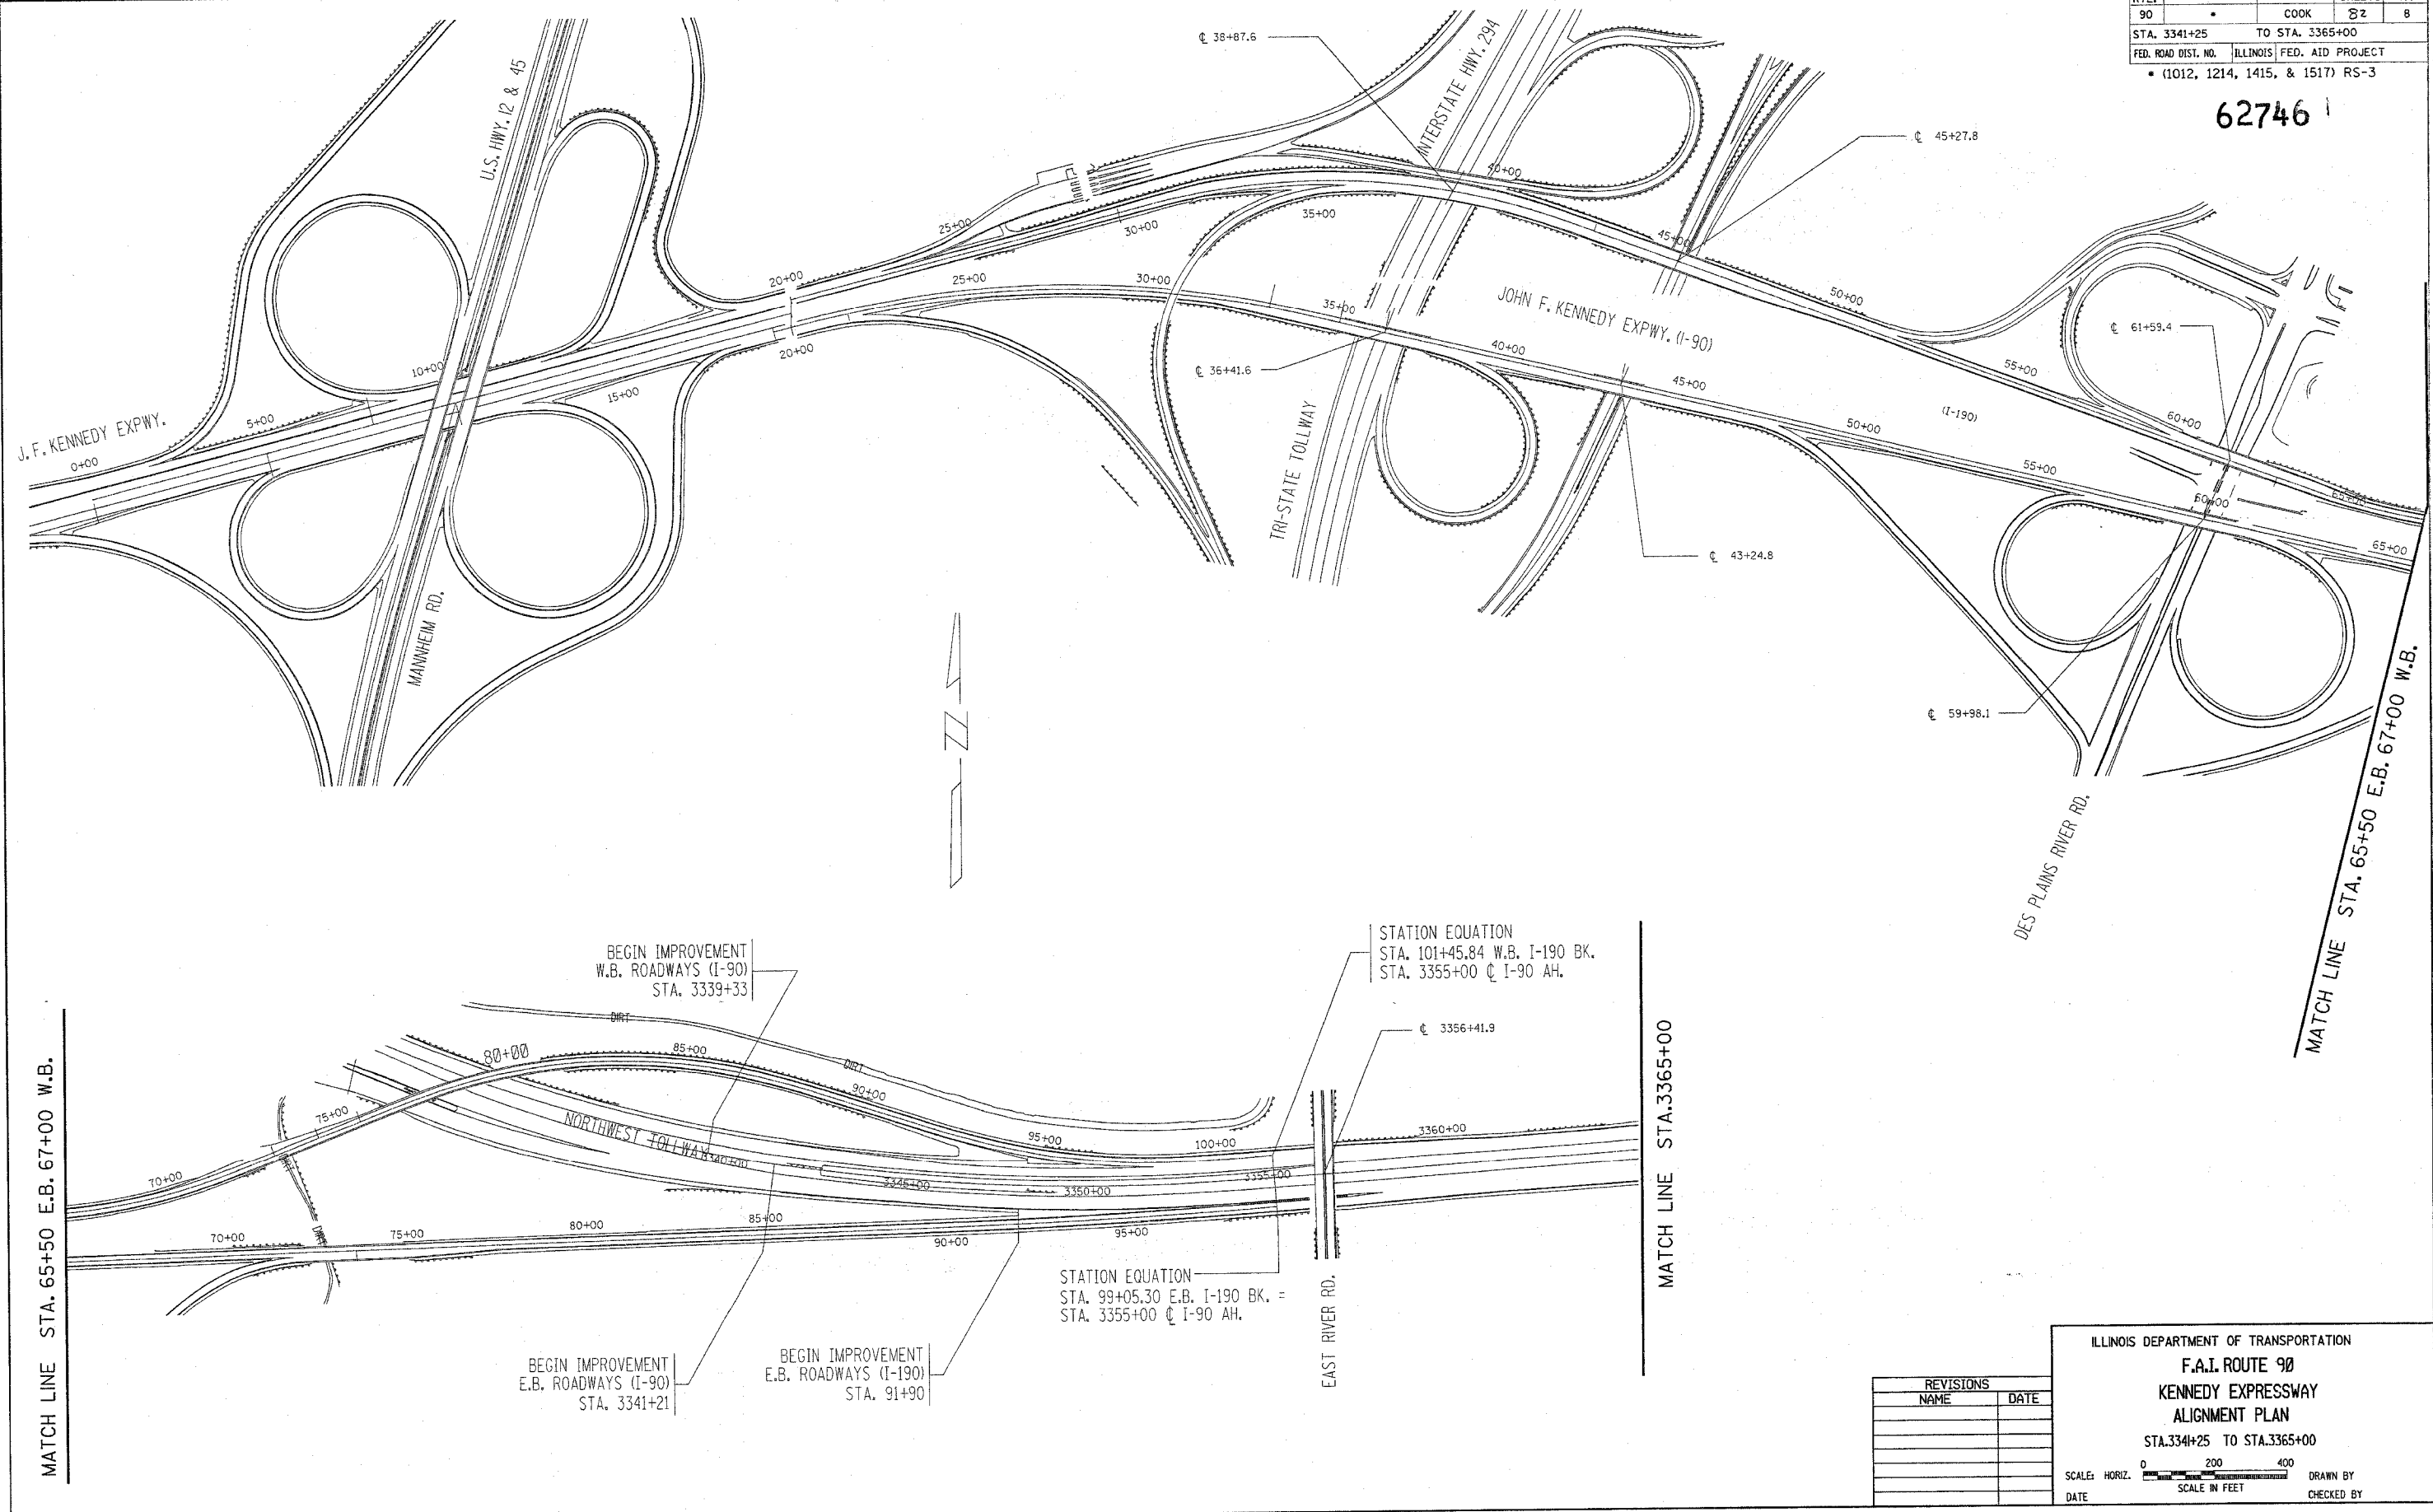 90 • COOK 82 8
STA. 3341+25 TO STA. 3365+00
FED. ROAD DIST. NO. ILLINOIS FED. AID PROJECT
• (1012, 1214, 1415, & 1517) RS-3
62746
U.S. HWY. 12 & 45
INTERSTATE HWY. 294
℄ 38+87.6
℄ 45+27.8
40+00
45+00
35+00
30+00
25+00
20+00
25+00
30+00
35+00
JOHN F. KENNEDY EXPWY. (I-90)
50+00
℄ 61+59.4
℄ 36+41.6
40+00
45+00
55+00
(I-190)
60+00
50+00
55+00
60+00
65+00
65+00
20+00
10+00
15+00
5+00
J. F. KENNEDY EXPWY.
0+00
MANNHEIM RD.
TRI-STATE TOLLWAY
℄ 43+24.8
℄ 59+98.1
DES PLAINS RIVER RD.
MATCH LINE STA. 65+50 E.B. 67+00 W.B.
N
BEGIN IMPROVEMENT
W.B. ROADWAYS (I-90)
STA. 3339+33
STATION EQUATION
STA. 101+45.84 W.B. I-190 BK.
STA. 3355+00 ℄ I-90 AH.
℄ 3356+41.9
MATCH LINE STA. 65+50 E.B. 67+00 W.B.
DIRT
DIRT
70+00
75+00
80+00
85+00
90+00
95+00
100+00
3360+00
NORTHWEST TOLLWAY
3340+00
3345+00
3350+00
3355+00
DIRT
70+00
75+00
80+00
85+00
90+00
95+00
MATCH LINE STA.3365+00
EAST RIVER RD.
STATION EQUATION
STA. 99+05.30 E.B. I-190 BK. =
STA. 3355+00 ℄ I-90 AH.
BEGIN IMPROVEMENT
E.B. ROADWAYS (I-90)
STA. 3341+21
BEGIN IMPROVEMENT
E.B. ROADWAYS (I-190)
STA. 91+90
REVISIONS
NAME DATE
ILLINOIS DEPARTMENT OF TRANSPORTATION
F.A.I. ROUTE 90
KENNEDY EXPRESSWAY
ALIGNMENT PLAN
STA.3341+25 TO STA.3365+00
0 200 400
SCALE: HORIZ.
SCALE IN FEET
DRAWN BY
DATE
CHECKED BY